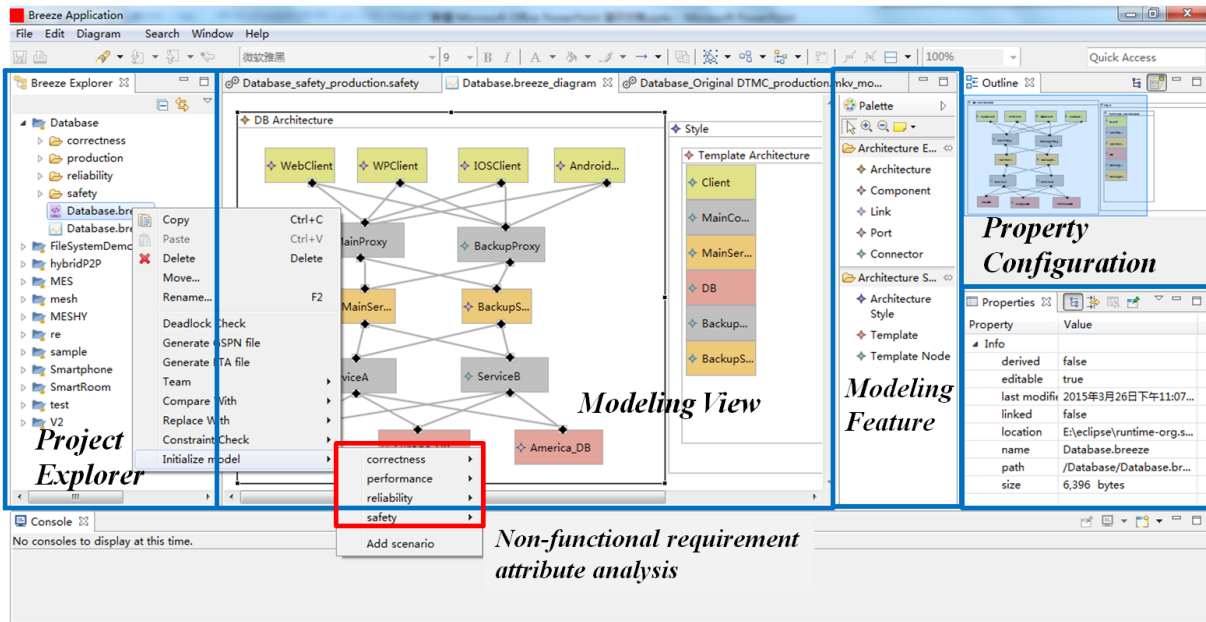 Breeze Application
File Edit Diagram Search Window Help
微软雅黑 9 B I A 100% Quick Access
Breeze Explorer
Database
correctness
production
reliability
safety
Database.bre
Database.bre
FileSystemDemo
hybridP2P
MES
mesh
MESHY
re
sample
Smartphone
SmartRoom
test
V2
Project
Explorer
Copy Ctrl+C
Paste Ctrl+V
Delete Delete
Move...
Rename... F2
Deadlock Check
Generate GSPN file
Generate FTA file
Team
Compare With
Replace With
Constraint Check
Initialize model
correctness
performance
reliability
safety
Add scenario
Database_safety_production.safety Database.breeze_diagram Database_Original DTMC_production.mkv_mo...
DB Architecture
WebClient WPClient IOSClient Android...
MainProxy BackupProxy
MainSer... BackupS...
viceA ServiceB
America_DB
Style
Template Architecture
Client
MainCo...
MainSer...
DB
Backup...
BackupS...
Modeling View
Palette
Architecture E...
Architecture
Component
Link
Port
Connector
Architecture S...
Architecture
Style
Template
Template Node
Modeling
Feature
Outline
Property
Configuration
Properties
Property Value
Info
derived false
editable true
last modifie 2015年3月26日下午11:07...
linked false
location E:\eclipse\runtime-org.s...
name Database.breeze
path /Database/Database.br...
size 6,396 bytes
Console
No consoles to display at this time.
Non-functional requirement
attribute analysis